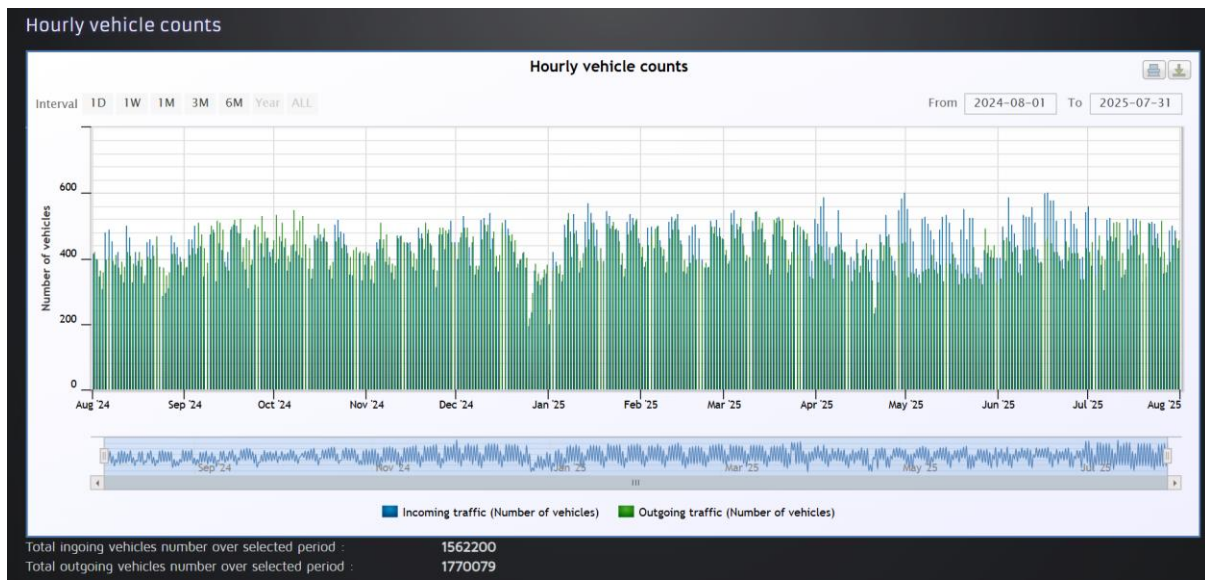 Hourly vehicle counts
Hourly vehicle counts
Interval 1D 1W 1M 3M 6M Year ALL From 2024-08-01 To 2025-07-31
Number of vehicles
600
400
200
0
Aug '24 Sep '24 Oct '24 Nov '24 Dec '24 Jan '25 Feb '25 Mar '25 Apr '25 May '25 Jun '25 Jul '25 Aug '25
Sep '24 Nov '24 Jan '25 Mar '25 May '25 Jul '25
Incoming traffic (Number of vehicles) Outgoing traffic (Number of vehicles)
Total ingoing vehicles number over selected period : 1562200
Total outgoing vehicles number over selected period : 1770079